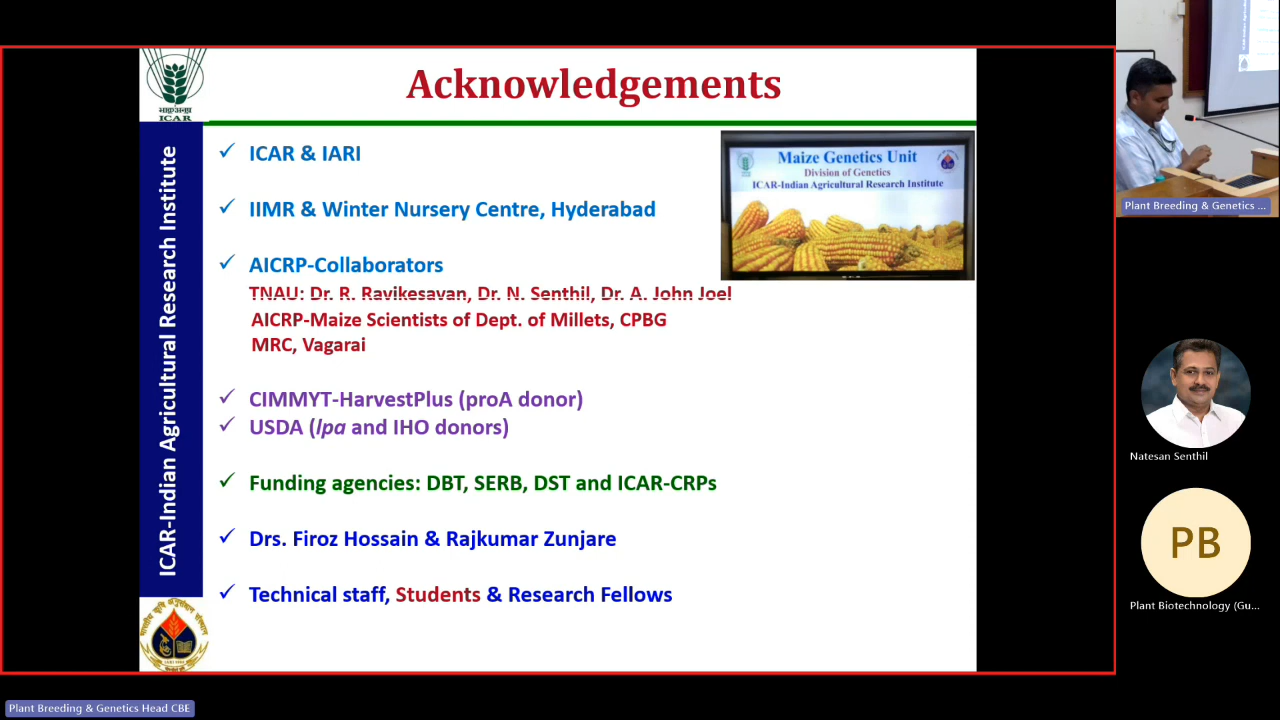 Acknowledgements
ICAR
ICAR-Indian Agricultural Research Institute
✓ ICAR & IARI
✓ IIMR & Winter Nursery Centre, Hyderabad
✓ AICRP-Collaborators
TNAU: Dr. R. Ravikesavan, Dr. N. Senthil, Dr. A. John Joel
AICRP-Maize Scientists of Dept. of Millets, CPBG
MRC, Vagarai
✓ CIMMYT-HarvestPlus (proA donor)
✓ USDA (lpa and IHO donors)
✓ Funding agencies: DBT, SERB, DST and ICAR-CRPs
✓ Drs. Firoz Hossain & Rajkumar Zunjare
✓ Technical staff, Students & Research Fellows
Maize Genetics Unit
Division of Genetics
ICAR-Indian Agricultural Research Institute
Plant Breeding & Genetics ...
Natesan Senthil
PB
Plant Biotechnology (Gu...
Plant Breeding & Genetics Head CBE